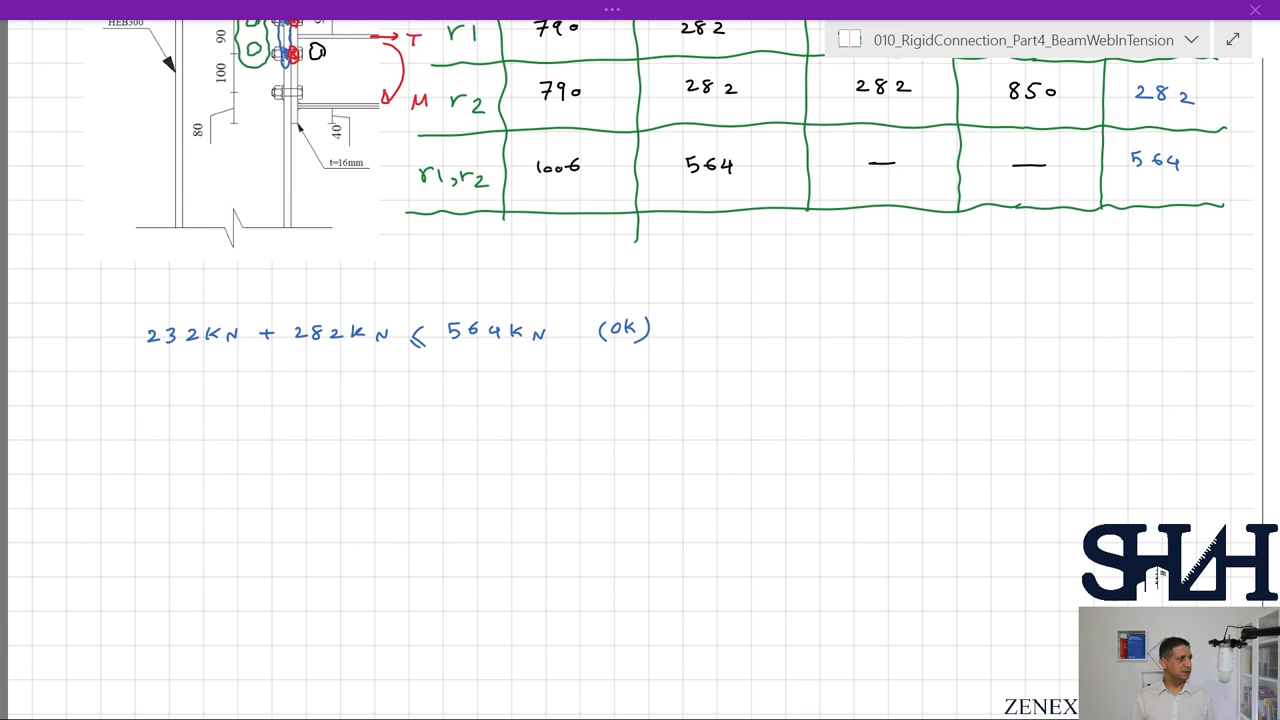 010_RigidConnection_Part4_BeamWebInTension
HEB300
90
100
80
40
t=16mm
T
M
r1 790 282
r2 790 282 282 850 282
r1,r2 1006 564 — — 564
232KN + 282KN ≤ 564KN (OK)
SHAH
ZENEX